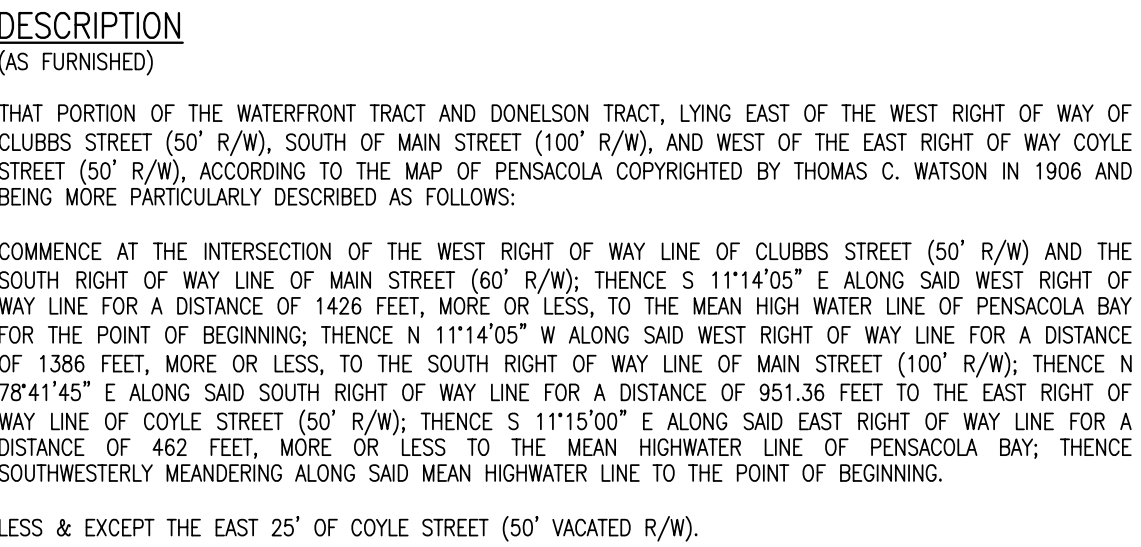 DESCRIPTION
(AS FURNISHED)
THAT PORTION OF THE WATERFRONT TRACT AND DONELSON TRACT, LYING EAST OF THE WEST RIGHT OF WAY OF
CLUBBS STREET (50' R/W), SOUTH OF MAIN STREET (100' R/W), AND WEST OF THE EAST RIGHT OF WAY COYLE
STREET (50' R/W), ACCORDING TO THE MAP OF PENSACOLA COPYRIGHTED BY THOMAS C. WATSON IN 1906 AND
BEING MORE PARTICULARLY DESCRIBED AS FOLLOWS:
COMMENCE AT THE INTERSECTION OF THE WEST RIGHT OF WAY LINE OF CLUBBS STREET (50' R/W) AND THE
SOUTH RIGHT OF WAY LINE OF MAIN STREET (60' R/W); THENCE S 11°14'05" E ALONG SAID WEST RIGHT OF
WAY LINE FOR A DISTANCE OF 1426 FEET, MORE OR LESS, TO THE MEAN HIGH WATER LINE OF PENSACOLA BAY
FOR THE POINT OF BEGINNING; THENCE N 11°14'05" W ALONG SAID WEST RIGHT OF WAY LINE FOR A DISTANCE
OF 1386 FEET, MORE OR LESS, TO THE SOUTH RIGHT OF WAY LINE OF MAIN STREET (100' R/W); THENCE N
78°41'45" E ALONG SAID SOUTH RIGHT OF WAY LINE FOR A DISTANCE OF 951.36 FEET TO THE EAST RIGHT OF
WAY LINE OF COYLE STREET (50' R/W); THENCE S 11°15'00" E ALONG SAID EAST RIGHT OF WAY LINE FOR A
DISTANCE OF 462 FEET, MORE OR LESS TO THE MEAN HIGHWATER LINE OF PENSACOLA BAY; THENCE
SOUTHWESTERLY MEANDERING ALONG SAID MEAN HIGHWATER LINE TO THE POINT OF BEGINNING.
LESS & EXCEPT THE EAST 25' OF COYLE STREET (50' VACATED R/W).